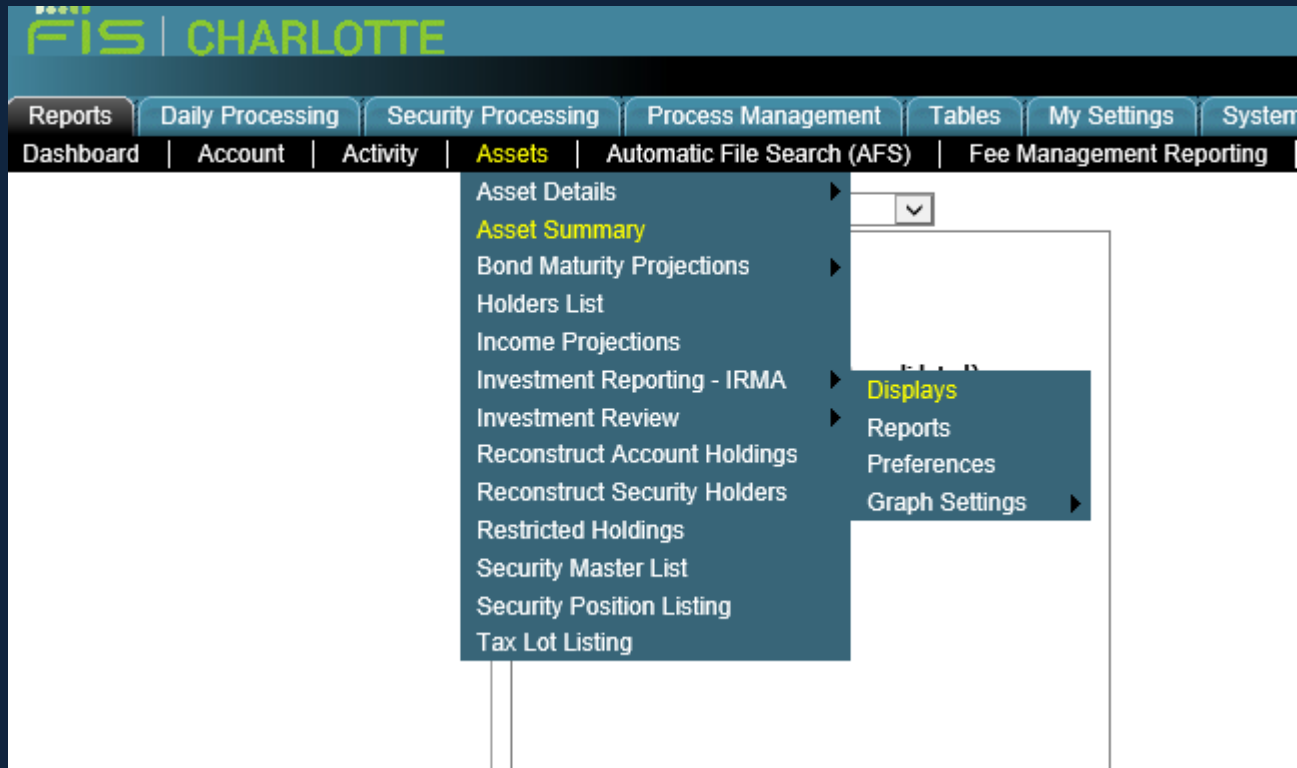 FIS | CHARLOTTE
Reports Daily Processing Security Processing Process Management Tables My Settings System
Dashboard | Account | Activity | Assets | Automatic File Search (AFS) | Fee Management Reporting |
Asset Details
Asset Summary
Bond Maturity Projections
Holders List
Income Projections
Investment Reporting - IRMA
Displays
Investment Review
Reports
Reconstruct Account Holdings
Preferences
Reconstruct Security Holders
Graph Settings
Restricted Holdings
Security Master List
Security Position Listing
Tax Lot Listing